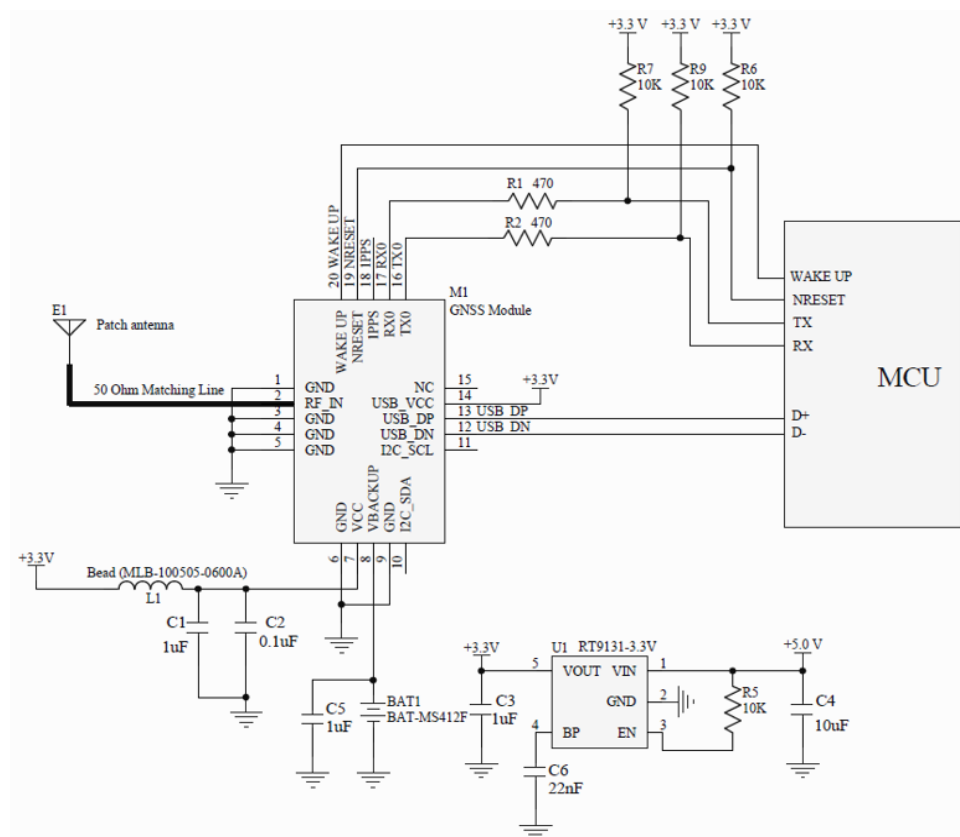 +3.3 V
+3.3 V
+3.3 V
R7
10K
R9
10K
R6
10K
R1 470
R2 470
20 WAKE UP
19 NRESET
18 1PPS
17 RX0
16 TX0
M1
GNSS Module
E1
Patch antenna
50 Ohm Matching Line
WAKE UP
NRESET
1PPS
RX0
TX0
1 GND
2 RF_IN
3 GND
4 GND
5 GND
NC 15
USB_VCC 14
+3.3V
USB_DP 13 USB_DP
USB_DN 12 USB_DN
I2C_SCL 11
GND
VCC
VBACKUP
GND
I2C_SDA
6
7
8
9
10
WAKE UP
NRESET
TX
RX
MCU
D+
D-
+3.3V
Bead (MLB-100505-0600A)
L1
C1
1uF
C2
0.1uF
C5
1uF
BAT1
BAT-MS412F
+3.3V
C3
1uF
U1 RT9131-3.3V
5 VOUT
VIN 1
GND 2
4 BP
EN 3
C6
22nF
R5
10K
+5.0 V
C4
10uF